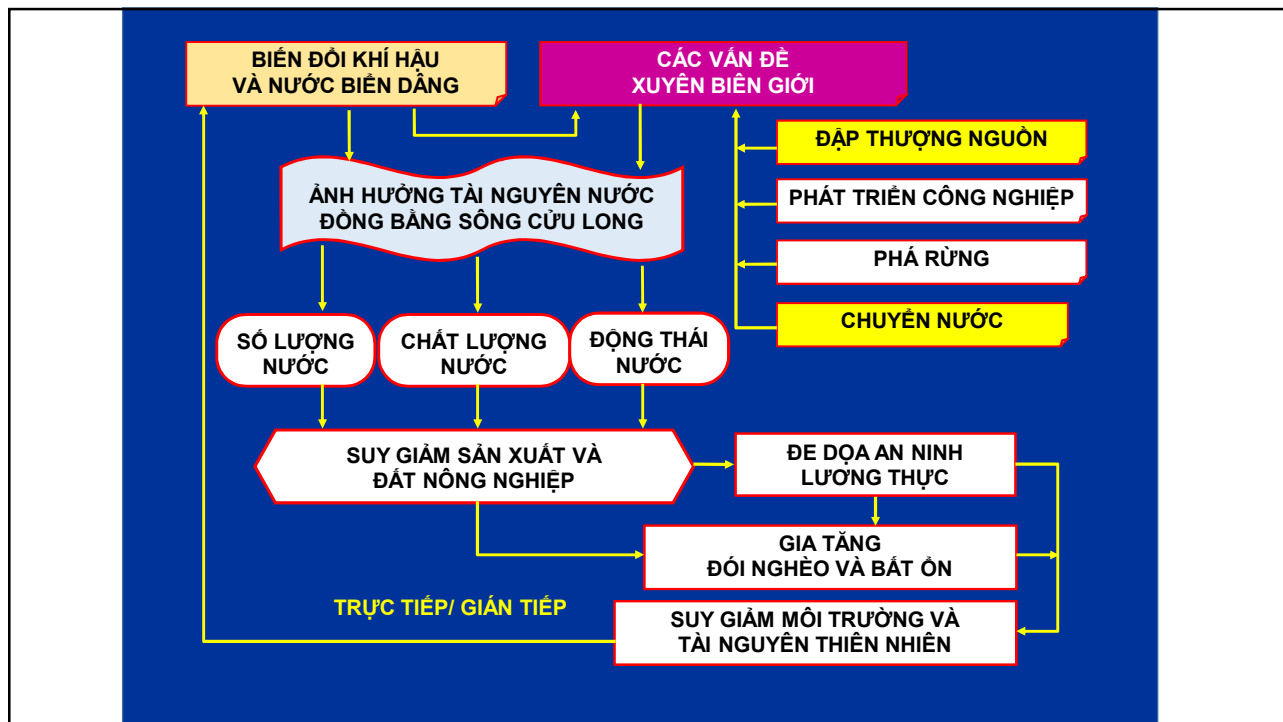 BIẾN ĐỔI KHÍ HẬU
VÀ NƯỚC BIỂN DÂNG
CÁC VẤN ĐỀ
XUYÊN BIÊN GIỚI
ĐẬP THƯỢNG NGUỒN
PHÁT TRIỂN CÔNG NGHIỆP
PHÁ RỪNG
CHUYỂN NƯỚC
ẢNH HƯỞNG TÀI NGUYÊN NƯỚC
ĐỒNG BẰNG SÔNG CỬU LONG
SỐ LƯỢNG
NƯỚC
CHẤT LƯỢNG
NƯỚC
ĐỘNG THÁI
NƯỚC
SUY GIẢM SẢN XUẤT VÀ
ĐẤT NÔNG NGHIỆP
ĐE DỌA AN NINH
LƯƠNG THỰC
GIA TĂNG
ĐÓI NGHÈO VÀ BẤT ỔN
TRỰC TIẾP/ GIÁN TIẾP
SUY GIẢM MÔI TRƯỜNG VÀ
TÀI NGUYÊN THIÊN NHIÊN